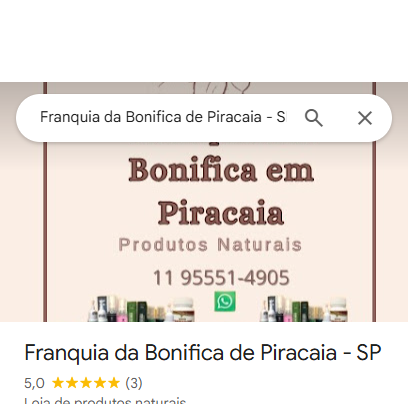 Franquia da Bonifica de Piracaia - S
Bonifica em
Piracaia
Produtos Naturais
11 95551-4905
Franquia da Bonifica de Piracaia - SP
5,0 (3)
Loja de produtos naturais